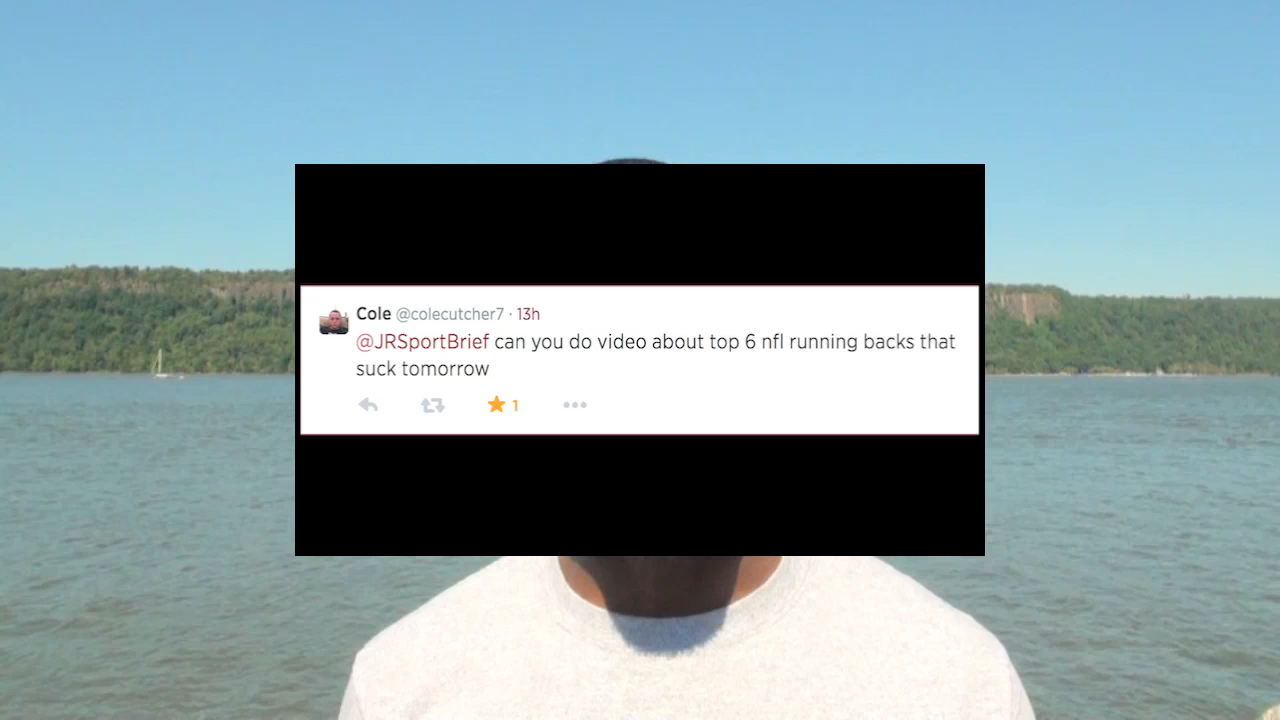 Cole @colecutcher7 · 13h
@JRSportBrief can you do video about top 6 nfl running backs that
suck tomorrow
1